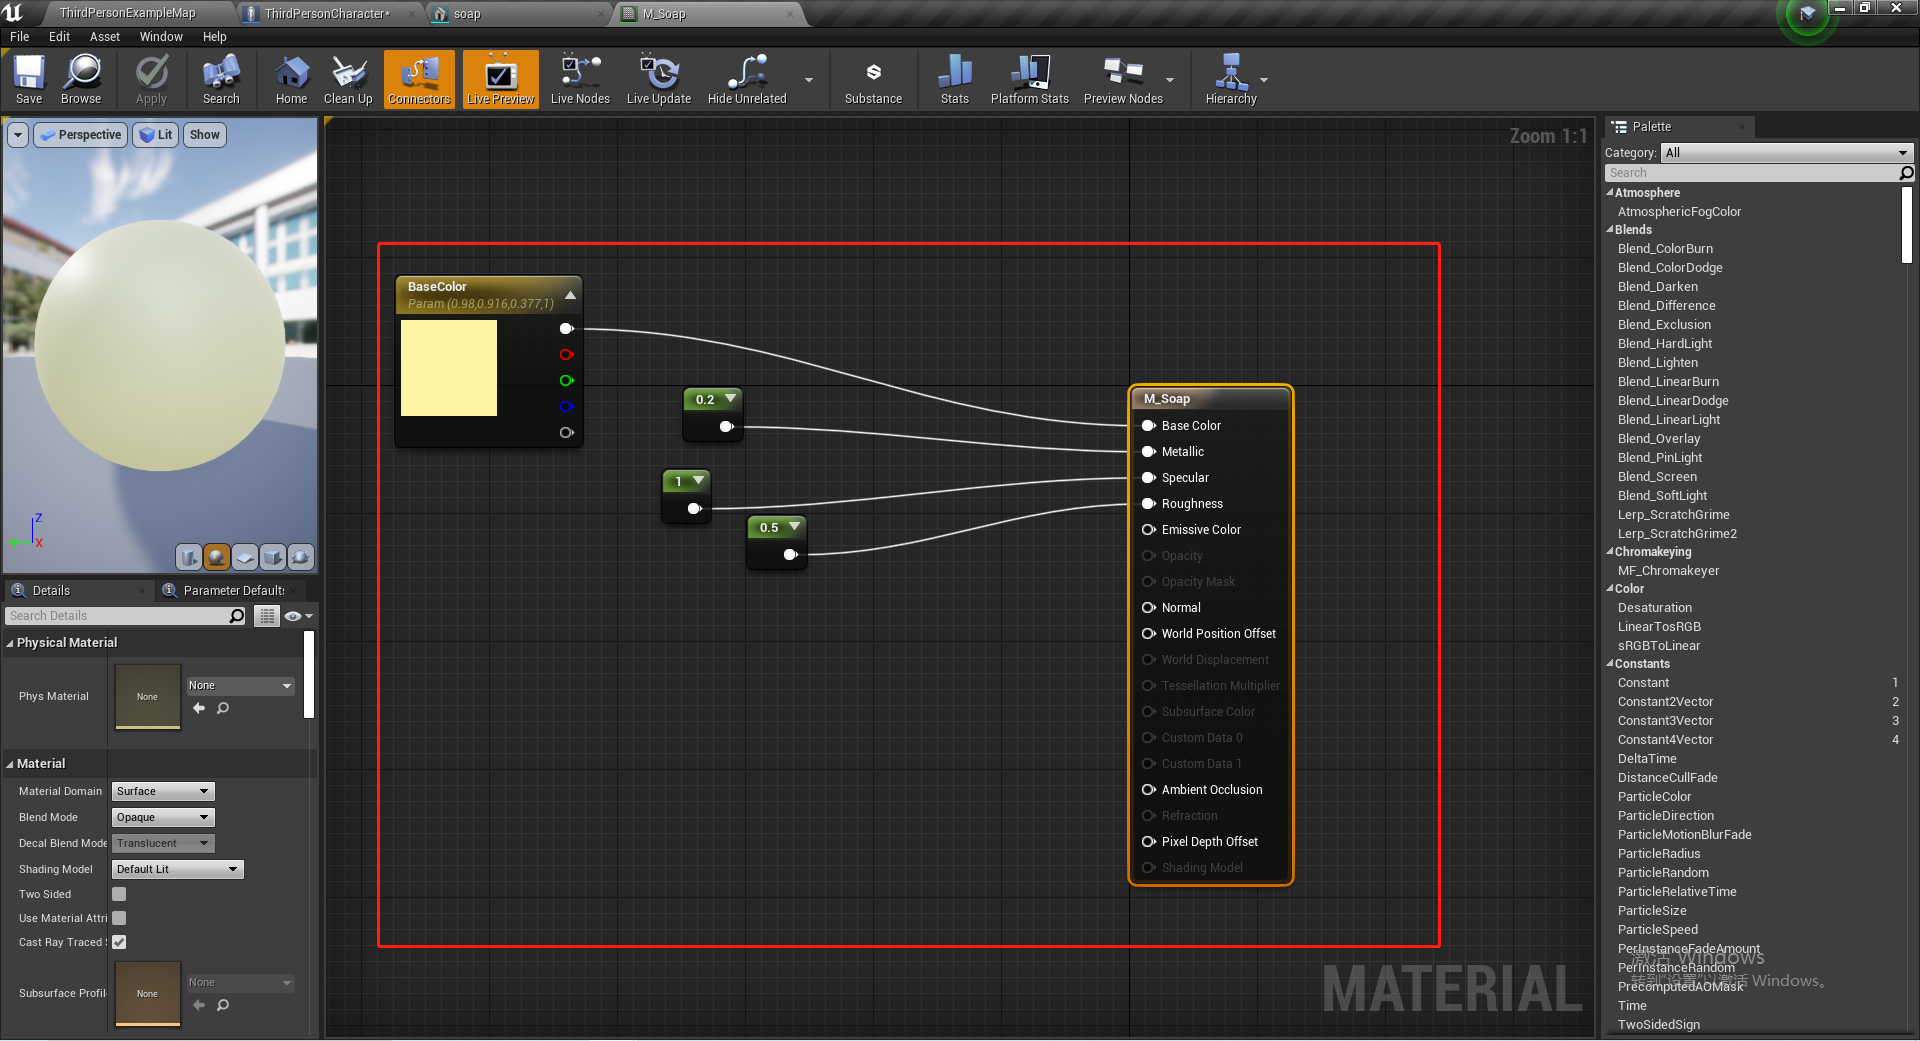 ThirdPersonExampleMap
ThirdPersonCharacter*
soap
M_Soap
File Edit Asset Window Help
Save Browse Apply Search Home Clean Up Connectors Live Preview Live Nodes Live Update Hide Unrelated Substance Stats Platform Stats Preview Nodes Hierarchy
Perspective Lit Show
Z
X
Details
Parameter Default
Search Details
Physical Material
Phys Material
None
None
Material
Material Domain Surface
Blend Mode Opaque
Decal Blend Mode Translucent
Shading Model Default Lit
Two Sided
Use Material Attri
Cast Ray Traced S
Subsurface Profil
None
None
Zoom 1:1
BaseColor
Param (0.98,0.916,0.377,1)
0.2
1
0.5
M_Soap
Base Color
Metallic
Specular
Roughness
Emissive Color
Opacity
Opacity Mask
Normal
World Position Offset
World Displacement
Tessellation Multiplier
Subsurface Color
Custom Data 0
Custom Data 1
Ambient Occlusion
Refraction
Pixel Depth Offset
Shading Model
MATERIAL
Palette
Category: All
Search
Atmosphere
AtmosphericFogColor
Blends
Blend_ColorBurn
Blend_ColorDodge
Blend_Darken
Blend_Difference
Blend_Exclusion
Blend_HardLight
Blend_Lighten
Blend_LinearBurn
Blend_LinearDodge
Blend_LinearLight
Blend_Overlay
Blend_PinLight
Blend_Screen
Blend_SoftLight
Lerp_ScratchGrime
Lerp_ScratchGrime2
Chromakeying
MF_Chromakeyer
Color
Desaturation
LinearTosRGB
sRGBToLinear
Constants
Constant 1
Constant2Vector 2
Constant3Vector 3
Constant4Vector 4
DeltaTime
DistanceCullFade
ParticleColor
ParticleDirection
ParticleMotionBlurFade
ParticleRadius
ParticleRandom
ParticleRelativeTime
ParticleSize
ParticleSpeed
PerInstanceFadeAmount
激活 Windows
PerInstanceRandom
转到"设置"以激活 Windows。
PrecomputedAOMask
Time
TwoSidedSign